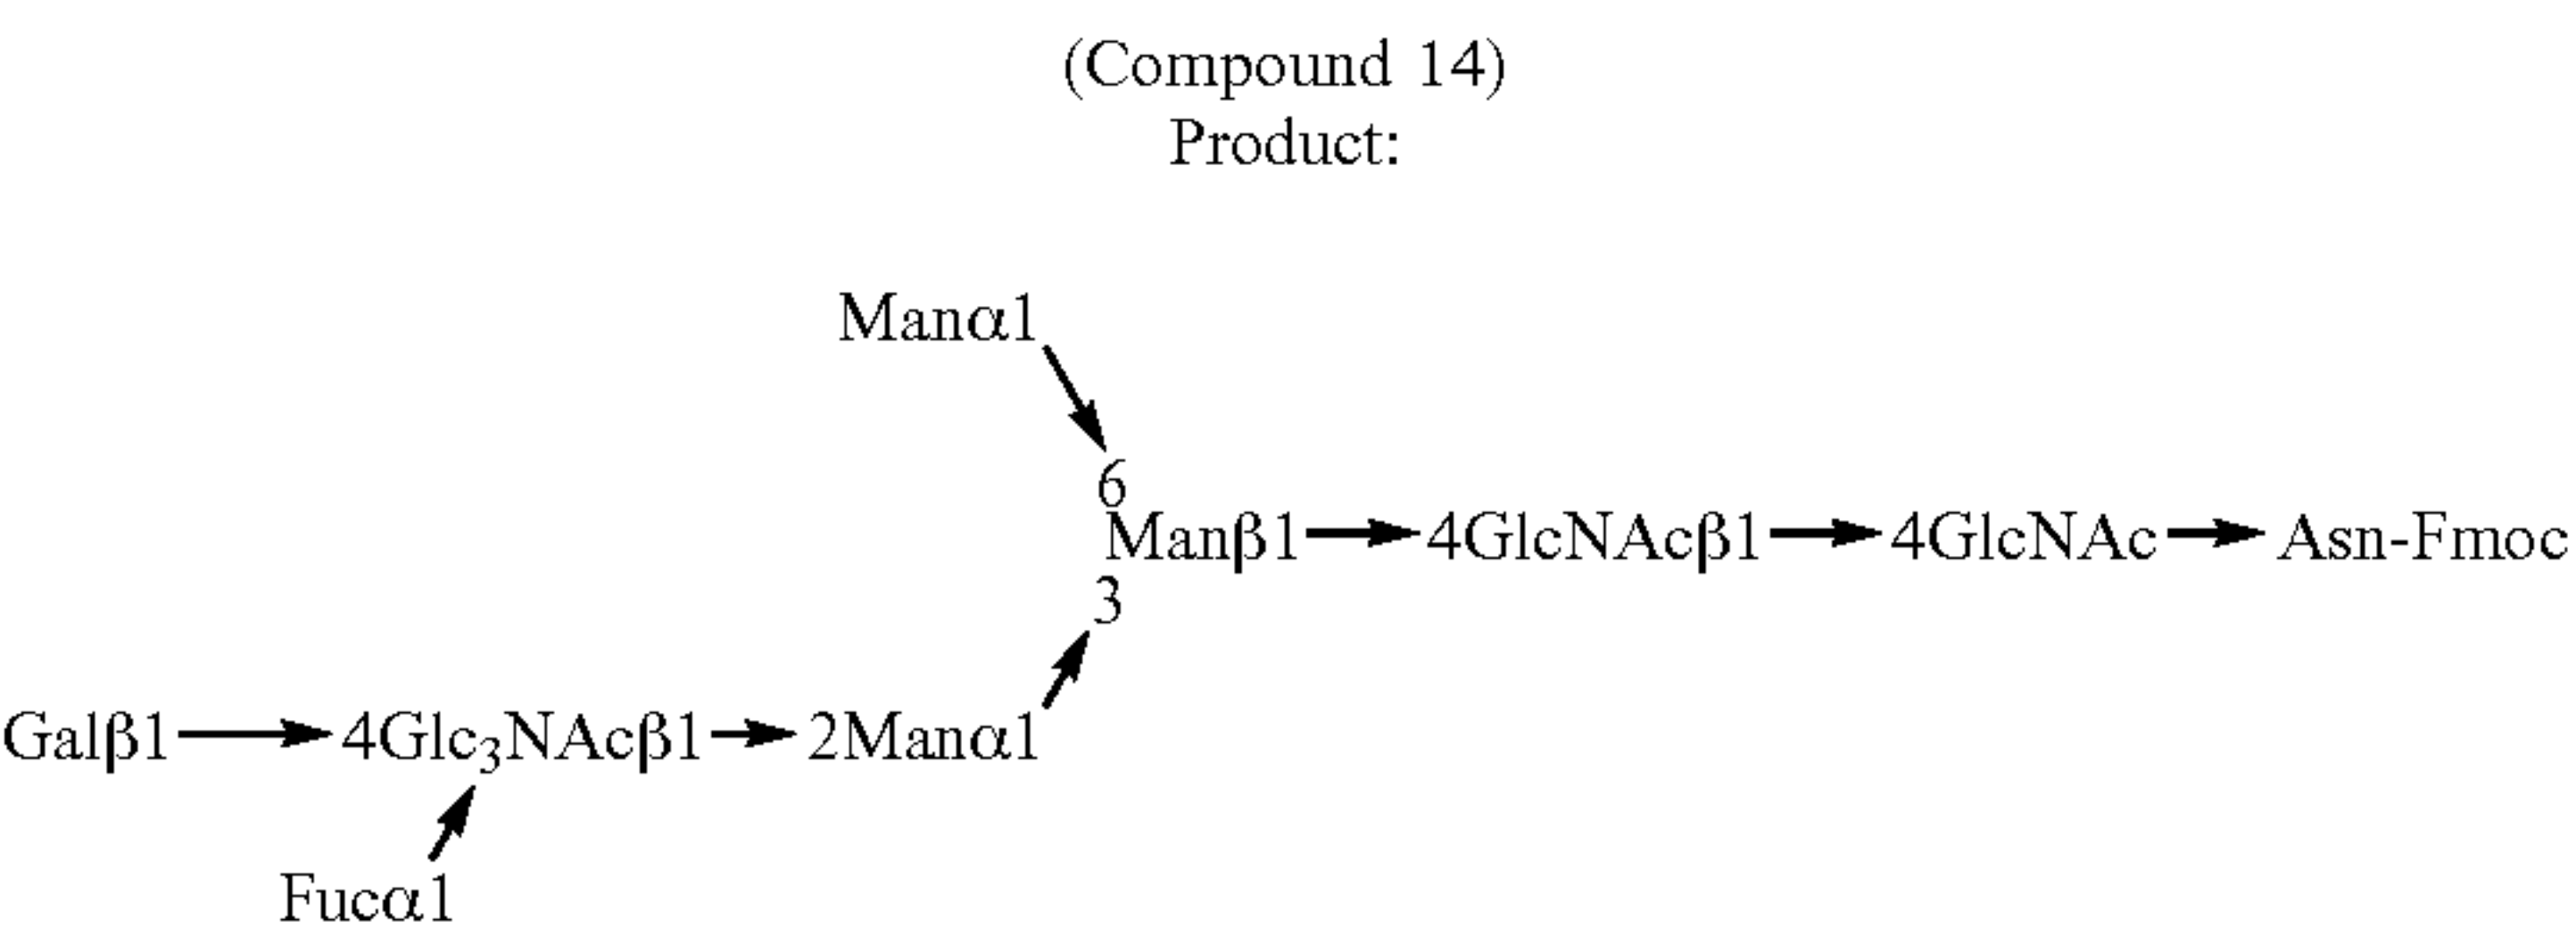 (Compound 14)
Product:
Manα1
6
Manβ1 4GlcNAcβ1 4GlcNAc Asn-Fmoc
3
Galβ1 4Glc3NAcβ1 2Manα1
Fucα1